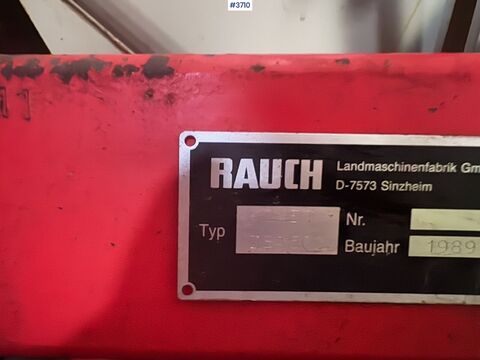 #3710
RAUCH
Landmaschinenfabrik Gm
D-7573 Sinzheim
Typ
Nr.
Baujahr 1989